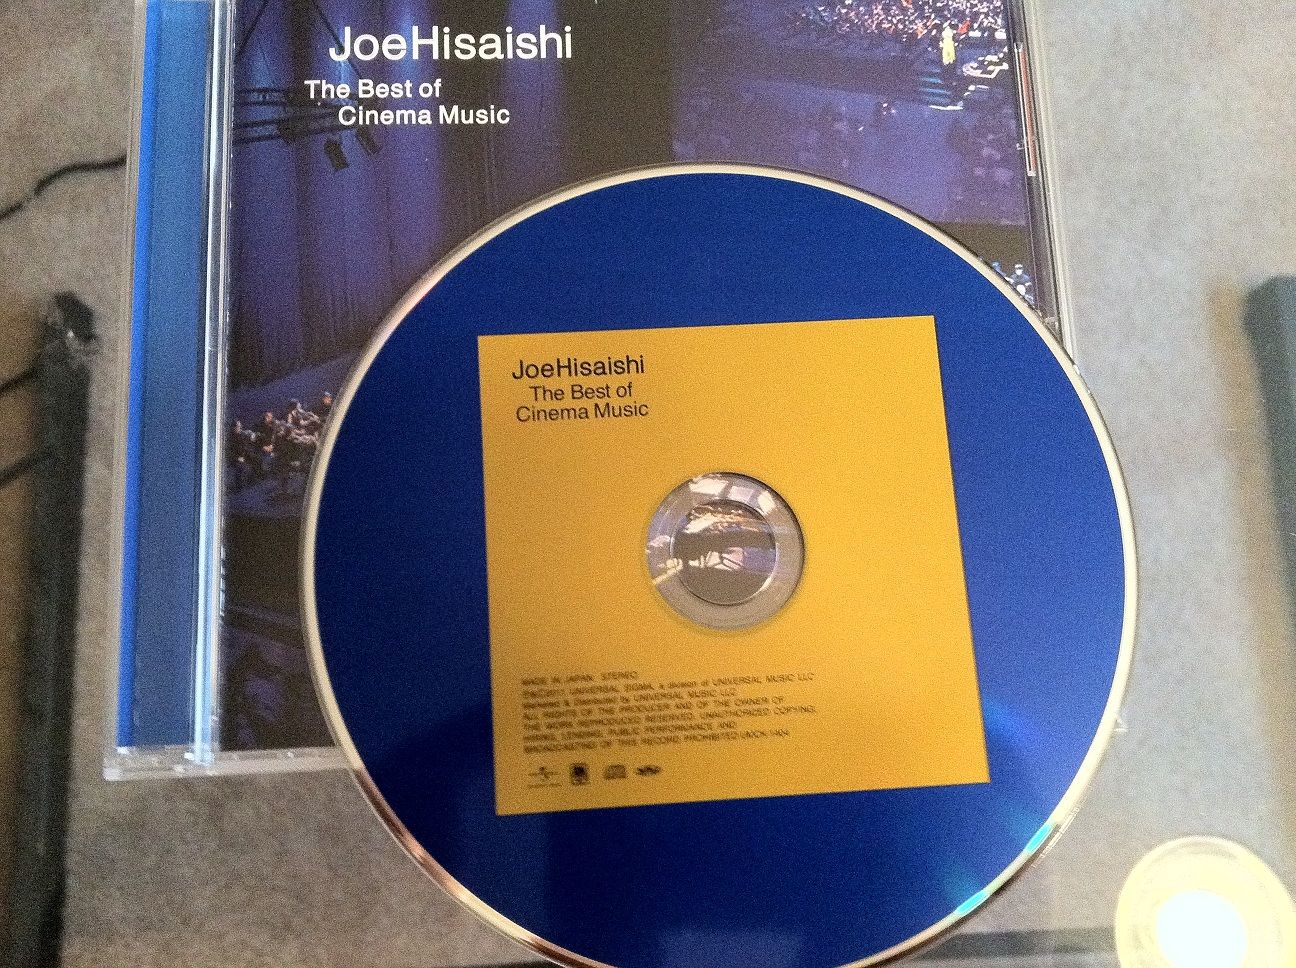 JoeHisaishi
The Best of
Cinema Music
JoeHisaishi
The Best of
Cinema Music
MADE IN JAPAN STEREO
2011 UNIVERSAL SIGMA, a division of UNIVERSAL MUSIC LLC
Marketed & Distributed by UNIVERSAL MUSIC LLC
ALL RIGHTS OF THE PRODUCER AND OF THE OWNER OF
THE WORK REPRODUCED RESERVED. UNAUTHORIZED COPYING,
HIRING, LENDING, PUBLIC PERFORMANCE AND
BROADCASTING OF THIS RECORD PROHIBITED.